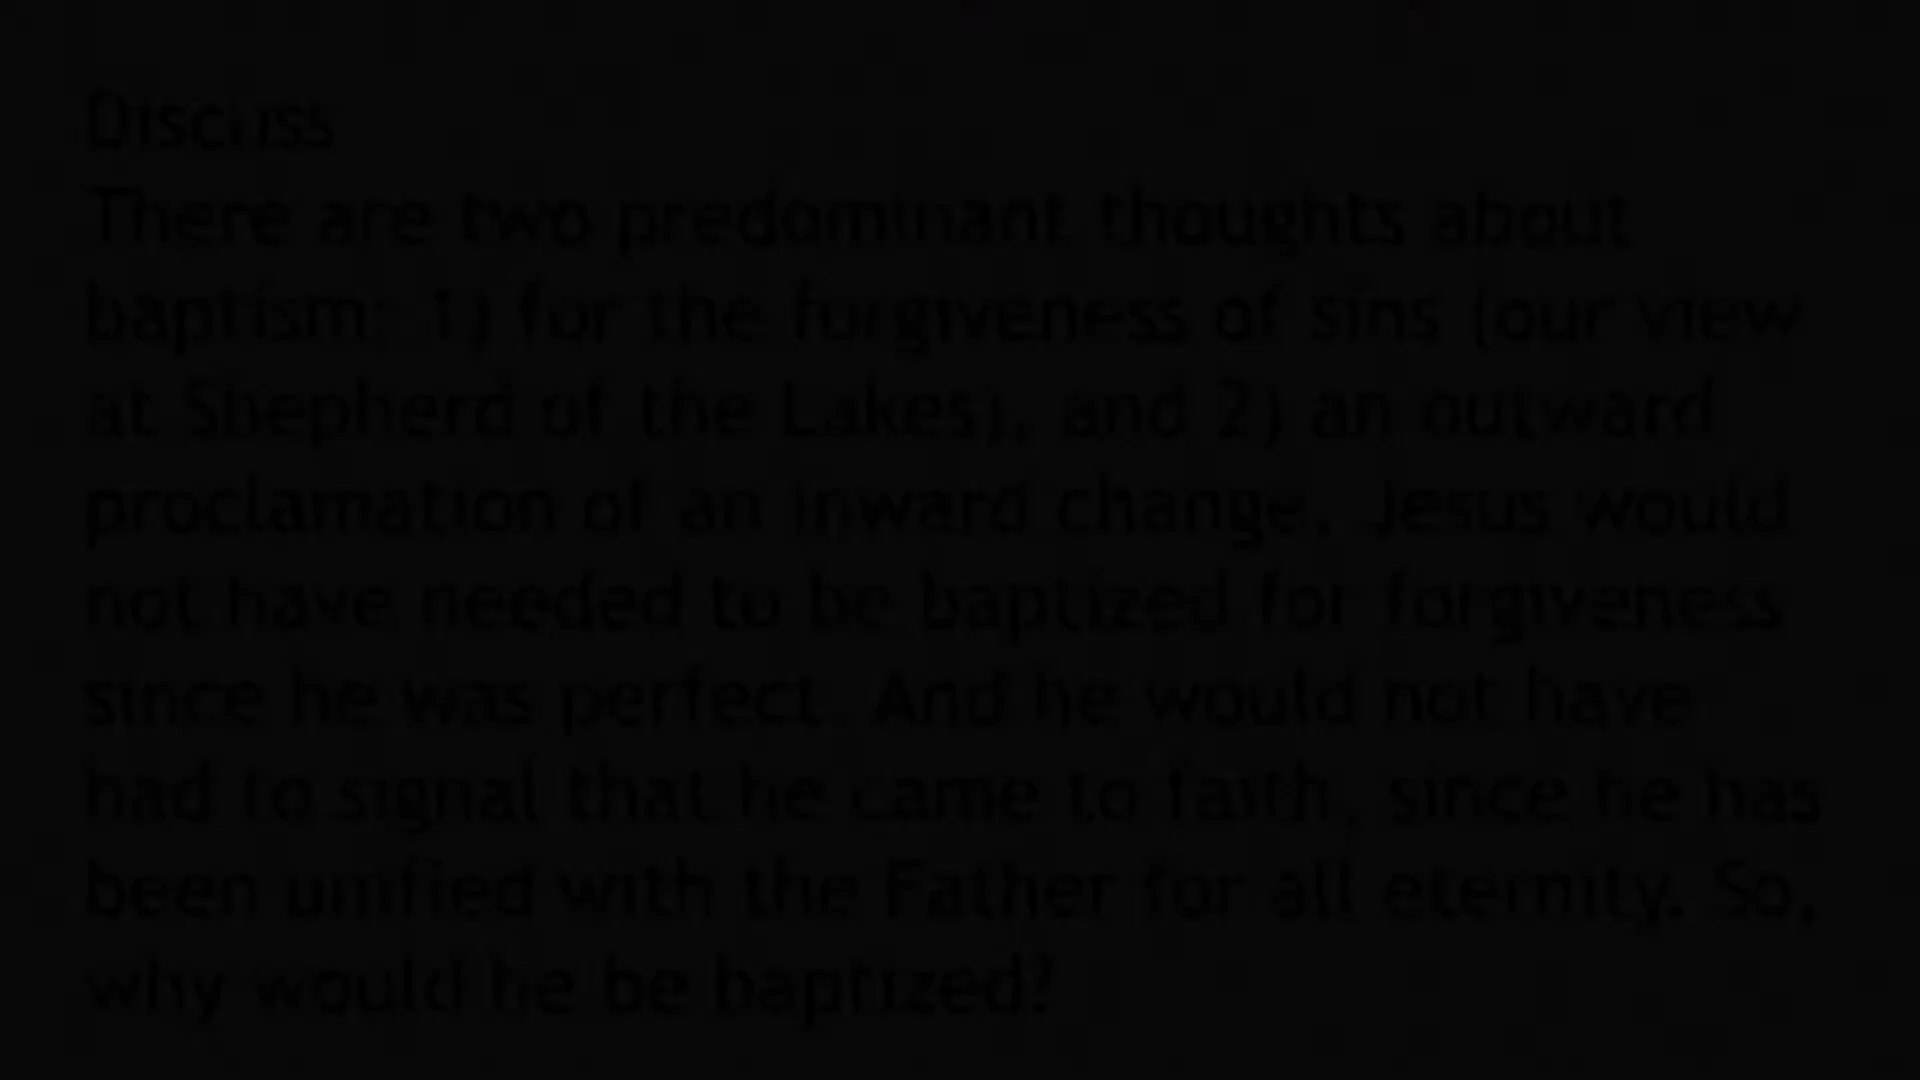 Discuss
There are two predominant thoughts about
baptism: 1) for the forgiveness of sins (our view
at Shepherd of the Lakes), and 2) an outward
proclamation of an inward change. Jesus would
not have needed to be baptized for forgiveness
since he was perfect. And he would not have
had to signal that he came to faith, since he has
been unified with the Father for all eternity. So,
why would he be baptized?